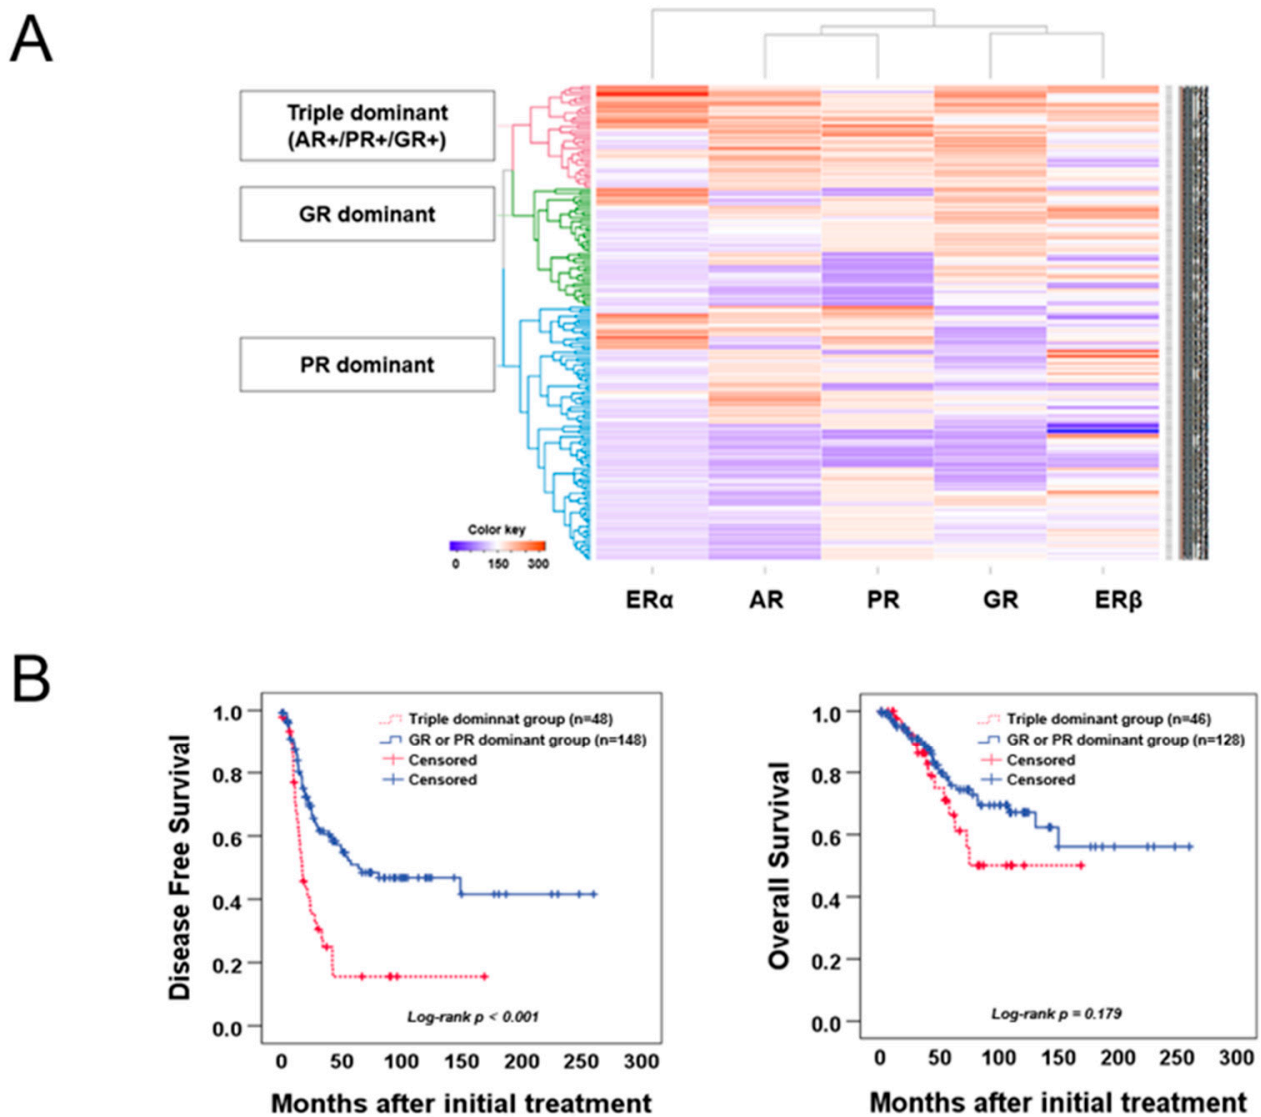 A
Triple dominant
(AR+/PR+/GR+)
GR dominant
PR dominant
Color key
0 150 300
ERα AR PR GR ERβ
B
Disease Free Survival
1.0
0.8
0.6
0.4
0.2
0.0
Triple dominnat group (n=48)
GR or PR dominant group (n=148)
Censored
Censored
Log-rank p < 0.001
0 50 100 150 200 250 300
Months after initial treatment
Overall Survival
1.0
0.8
0.6
0.4
0.2
0.0
Triple dominant group (n=46)
GR or PR dominant group (n=128)
Censored
Censored
Log-rank p = 0.179
0 50 100 150 200 250 300
Months after initial treatment